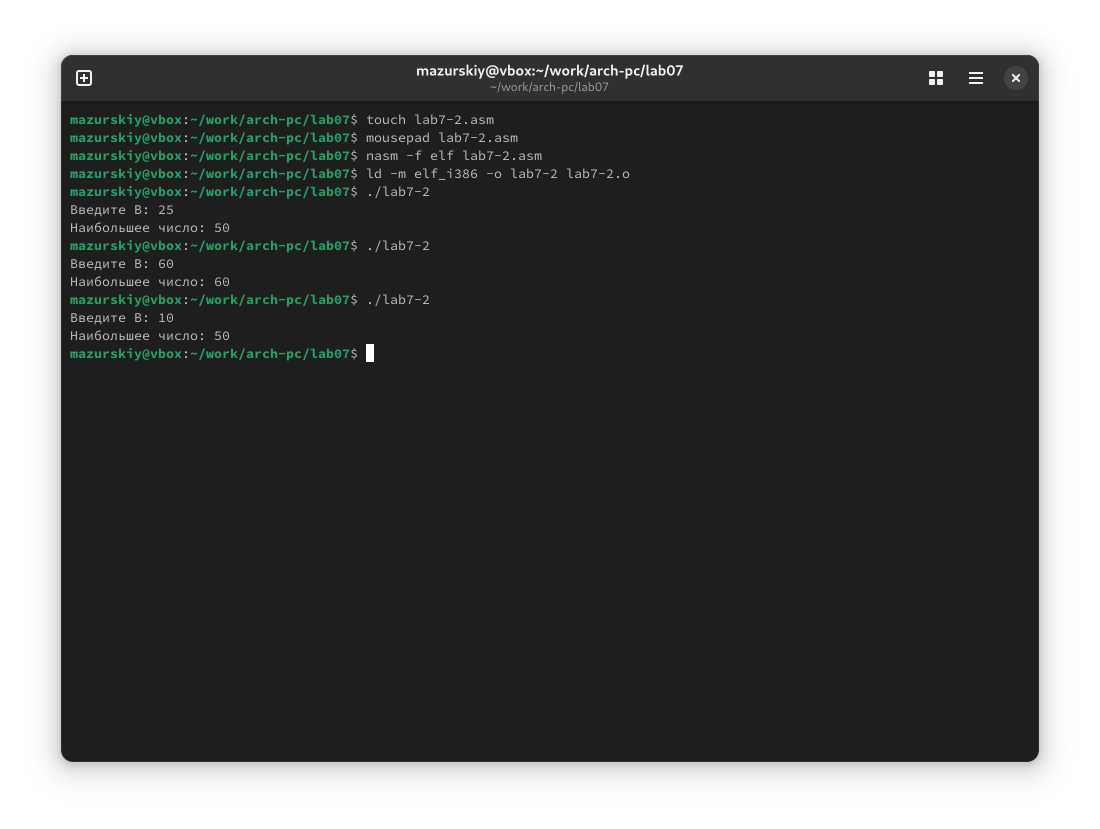 mazurskiy@vbox:~/work/arch-pc/lab07
~/work/arch-pc/lab07
mazurskiy@vbox:~/work/arch-pc/lab07$ touch lab7-2.asm
mazurskiy@vbox:~/work/arch-pc/lab07$ mousepad lab7-2.asm
mazurskiy@vbox:~/work/arch-pc/lab07$ nasm -f elf lab7-2.asm
mazurskiy@vbox:~/work/arch-pc/lab07$ ld -m elf_i386 -o lab7-2 lab7-2.o
mazurskiy@vbox:~/work/arch-pc/lab07$ ./lab7-2
Введите B: 25
Наибольшее число: 50
mazurskiy@vbox:~/work/arch-pc/lab07$ ./lab7-2
Введите B: 60
Наибольшее число: 60
mazurskiy@vbox:~/work/arch-pc/lab07$ ./lab7-2
Введите B: 10
Наибольшее число: 50
mazurskiy@vbox:~/work/arch-pc/lab07$